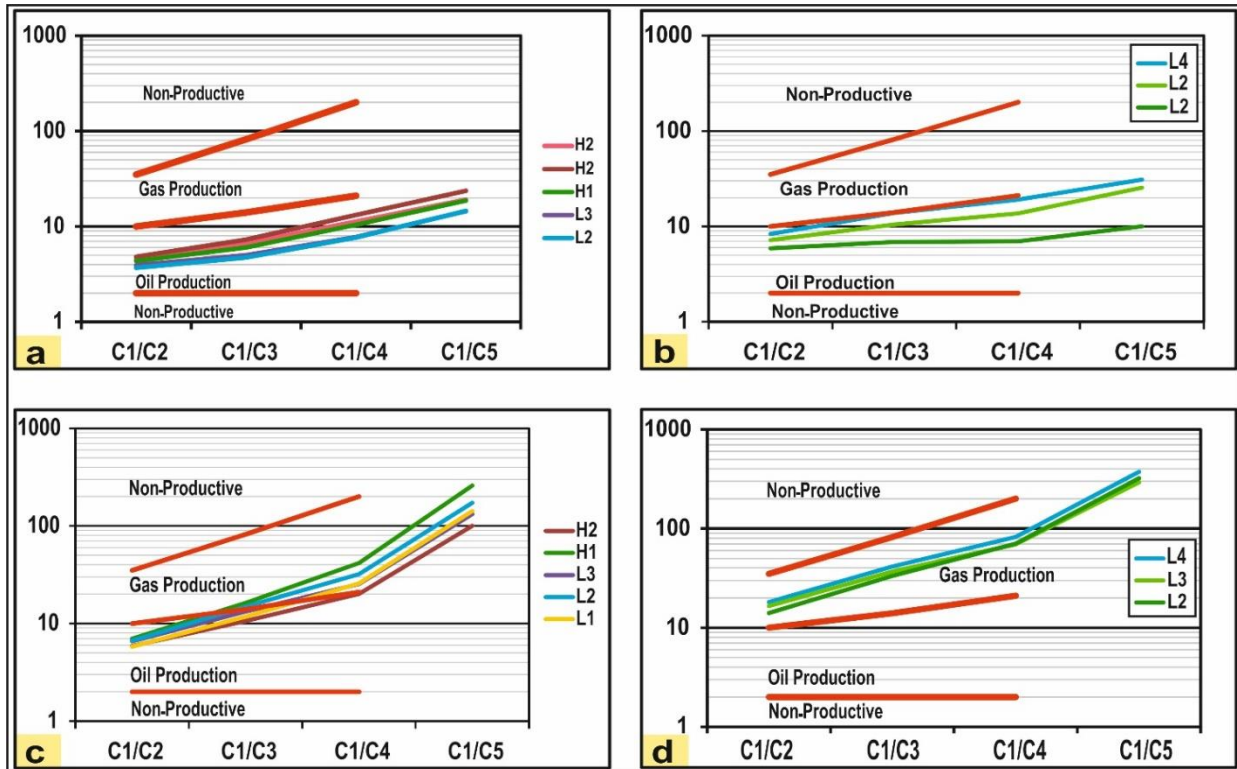 1000
Non-Productive
100
Gas Production
10
Oil Production
Non-Productive
1
C1/C2 C1/C3 C1/C4 C1/C5
H2
H2
H1
L3
L2
a
1000
Non-Productive
100
Gas Production
10
Oil Production
Non-Productive
1
C1/C2 C1/C3 C1/C4 C1/C5
L4
L2
L2
b
1000
Non-Productive
100
Gas Production
10
Oil Production
Non-Productive
1
C1/C2 C1/C3 C1/C4 C1/C5
H2
H1
L3
L2
L1
c
1000
Non-Productive
100
Gas Production
10
Oil Production
Non-Productive
1
C1/C2 C1/C3 C1/C4 C1/C5
L4
L3
L2
d